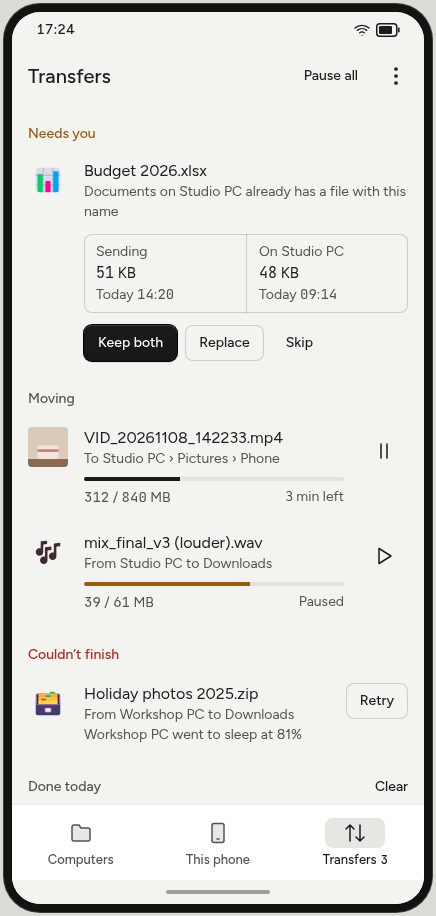 17:24
Transfers
Pause all
Needs you
Budget 2026.xlsx
Documents on Studio PC already has a file with this
name
Sending
51 KB
Today 14:20
On Studio PC
48 KB
Today 09:14
Keep both
Replace
Skip
Moving
VID_20261108_142233.mp4
To Studio PC › Pictures › Phone
312 / 840 MB
3 min left
mix_final_v3 (louder).wav
From Studio PC to Downloads
39 / 61 MB
Paused
Couldn’t finish
Holiday photos 2025.zip
From Workshop PC to Downloads
Workshop PC went to sleep at 81%
Retry
Done today
Clear
Computers
This phone
Transfers 3